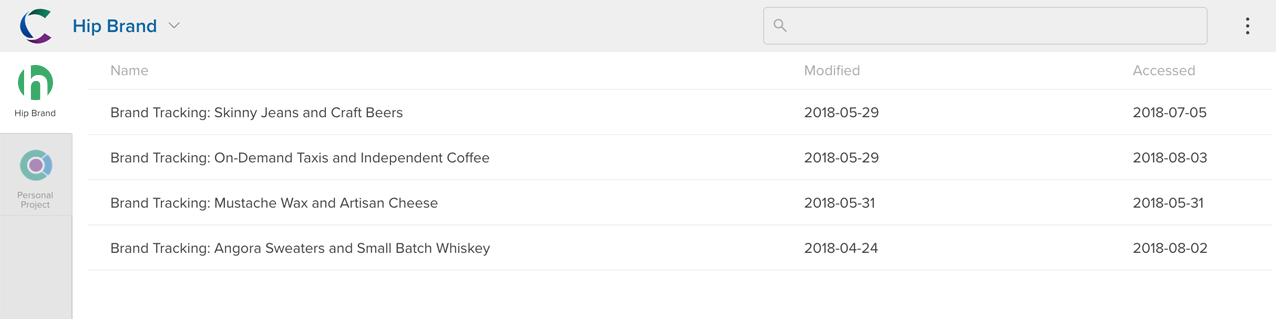 Hip Brand
Hip Brand
Personal
Project
Name Modified Accessed
Brand Tracking: Skinny Jeans and Craft Beers 2018-05-29 2018-07-05
Brand Tracking: On-Demand Taxis and Independent Coffee 2018-05-29 2018-08-03
Brand Tracking: Mustache Wax and Artisan Cheese 2018-05-31 2018-05-31
Brand Tracking: Angora Sweaters and Small Batch Whiskey 2018-04-24 2018-08-02